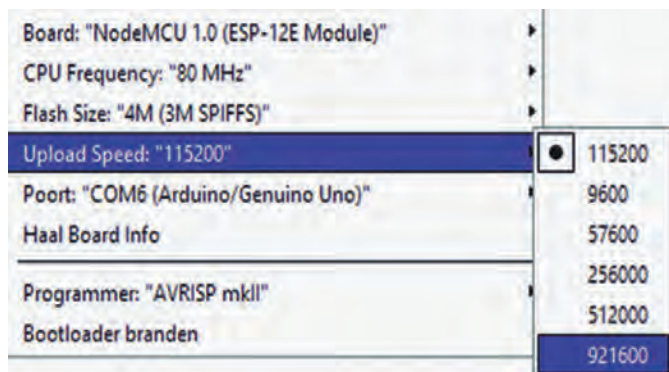 Board: "NodeMCU 1.0 (ESP-12E Module)"
CPU Frequency: "80 MHz"
Flash Size: "4M (3M SPIFFS)"
Upload Speed: "115200"
Poort: "COM6 (Arduino/Genuino Uno)"
Haal Board Info
Programmer: "AVRISP mkII"
Bootloader branden
115200
9600
57600
256000
512000
921600